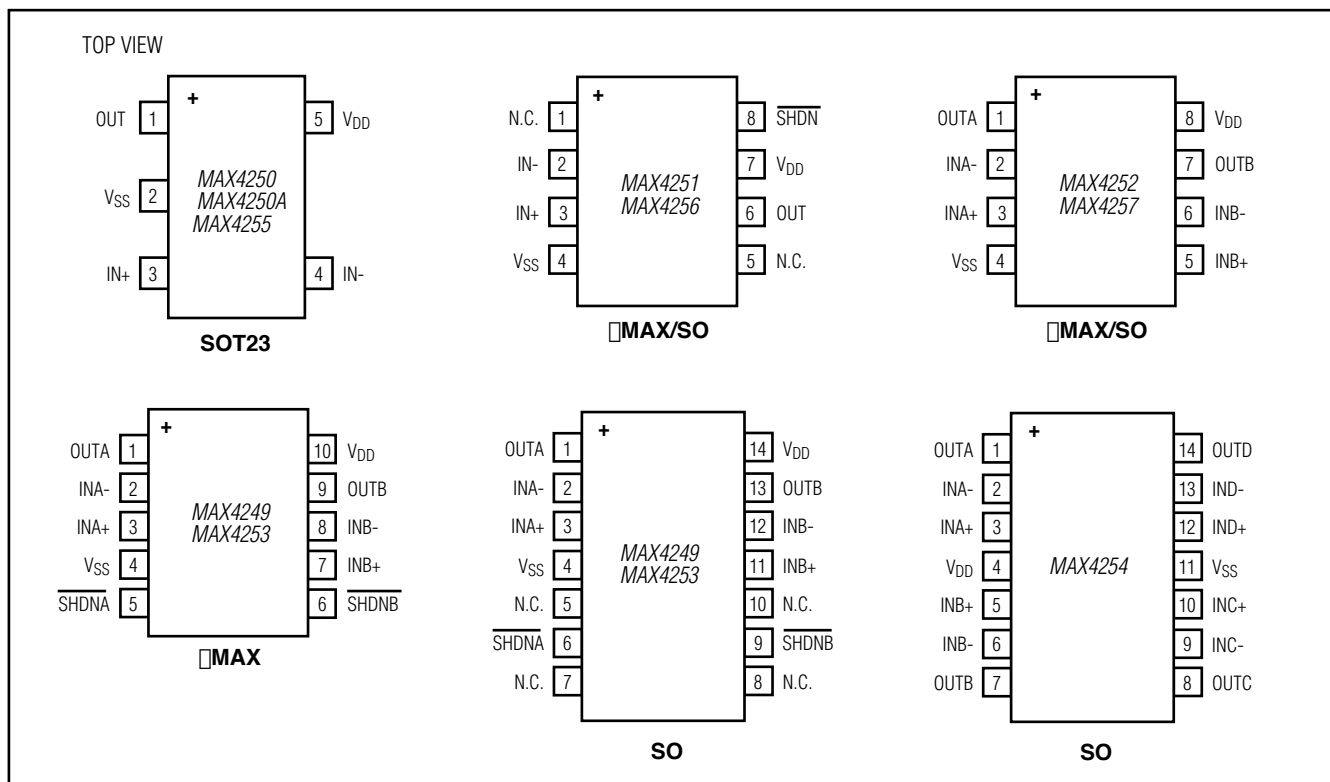 TOP VIEW
+
OUT 1
5 VDD
VSS 2
MAX4250
MAX4250A
MAX4255
IN+ 3
4 IN-
SOT23
+
N.C. 1
8 SHDN
IN- 2
7 VDD
MAX4251
MAX4256
IN+ 3
6 OUT
VSS 4
5 N.C.
▯MAX/SO
+
OUTA 1
8 VDD
INA- 2
7 OUTB
MAX4252
MAX4257
INA+ 3
6 INB-
VSS 4
5 INB+
▯MAX/SO
+
OUTA 1
10 VDD
INA- 2
9 OUTB
MAX4249
MAX4253
INA+ 3
8 INB-
VSS 4
7 INB+
SHDNA 5
6 SHDNB
▯MAX
+
OUTA 1
14 VDD
INA- 2
13 OUTB
INA+ 3
12 INB-
MAX4249
MAX4253
VSS 4
11 INB+
N.C. 5
10 N.C.
SHDNA 6
9 SHDNB
N.C. 7
8 N.C.
SO
+
OUTA 1
14 OUTD
INA- 2
13 IND-
INA+ 3
12 IND+
VDD 4
MAX4254
11 VSS
INB+ 5
10 INC+
INB- 6
9 INC-
OUTB 7
8 OUTC
SO